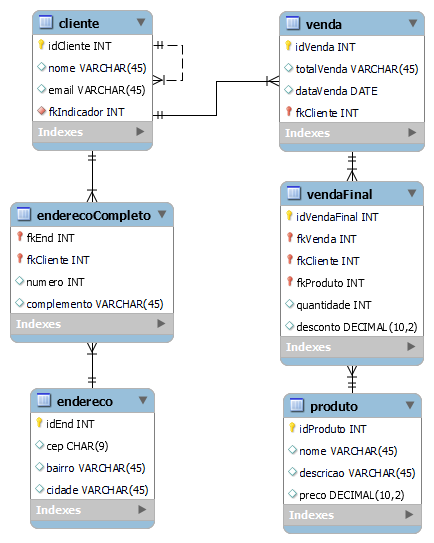 cliente
idCliente INT
nome VARCHAR(45)
email VARCHAR(45)
fkIndicador INT
Indexes
venda
idVenda INT
totalVenda VARCHAR(45)
dataVenda DATE
fkCliente INT
Indexes
enderecoCompleto
fkEnd INT
fkCliente INT
numero INT
complemento VARCHAR(45)
Indexes
vendaFinal
idVendaFinal INT
fkVenda INT
fkCliente INT
fkProduto INT
quantidade INT
desconto DECIMAL(10,2)
Indexes
endereco
idEnd INT
cep CHAR(9)
bairro VARCHAR(45)
cidade VARCHAR(45)
Indexes
produto
idProduto INT
nome VARCHAR(45)
descricao VARCHAR(45)
preco DECIMAL(10,2)
Indexes